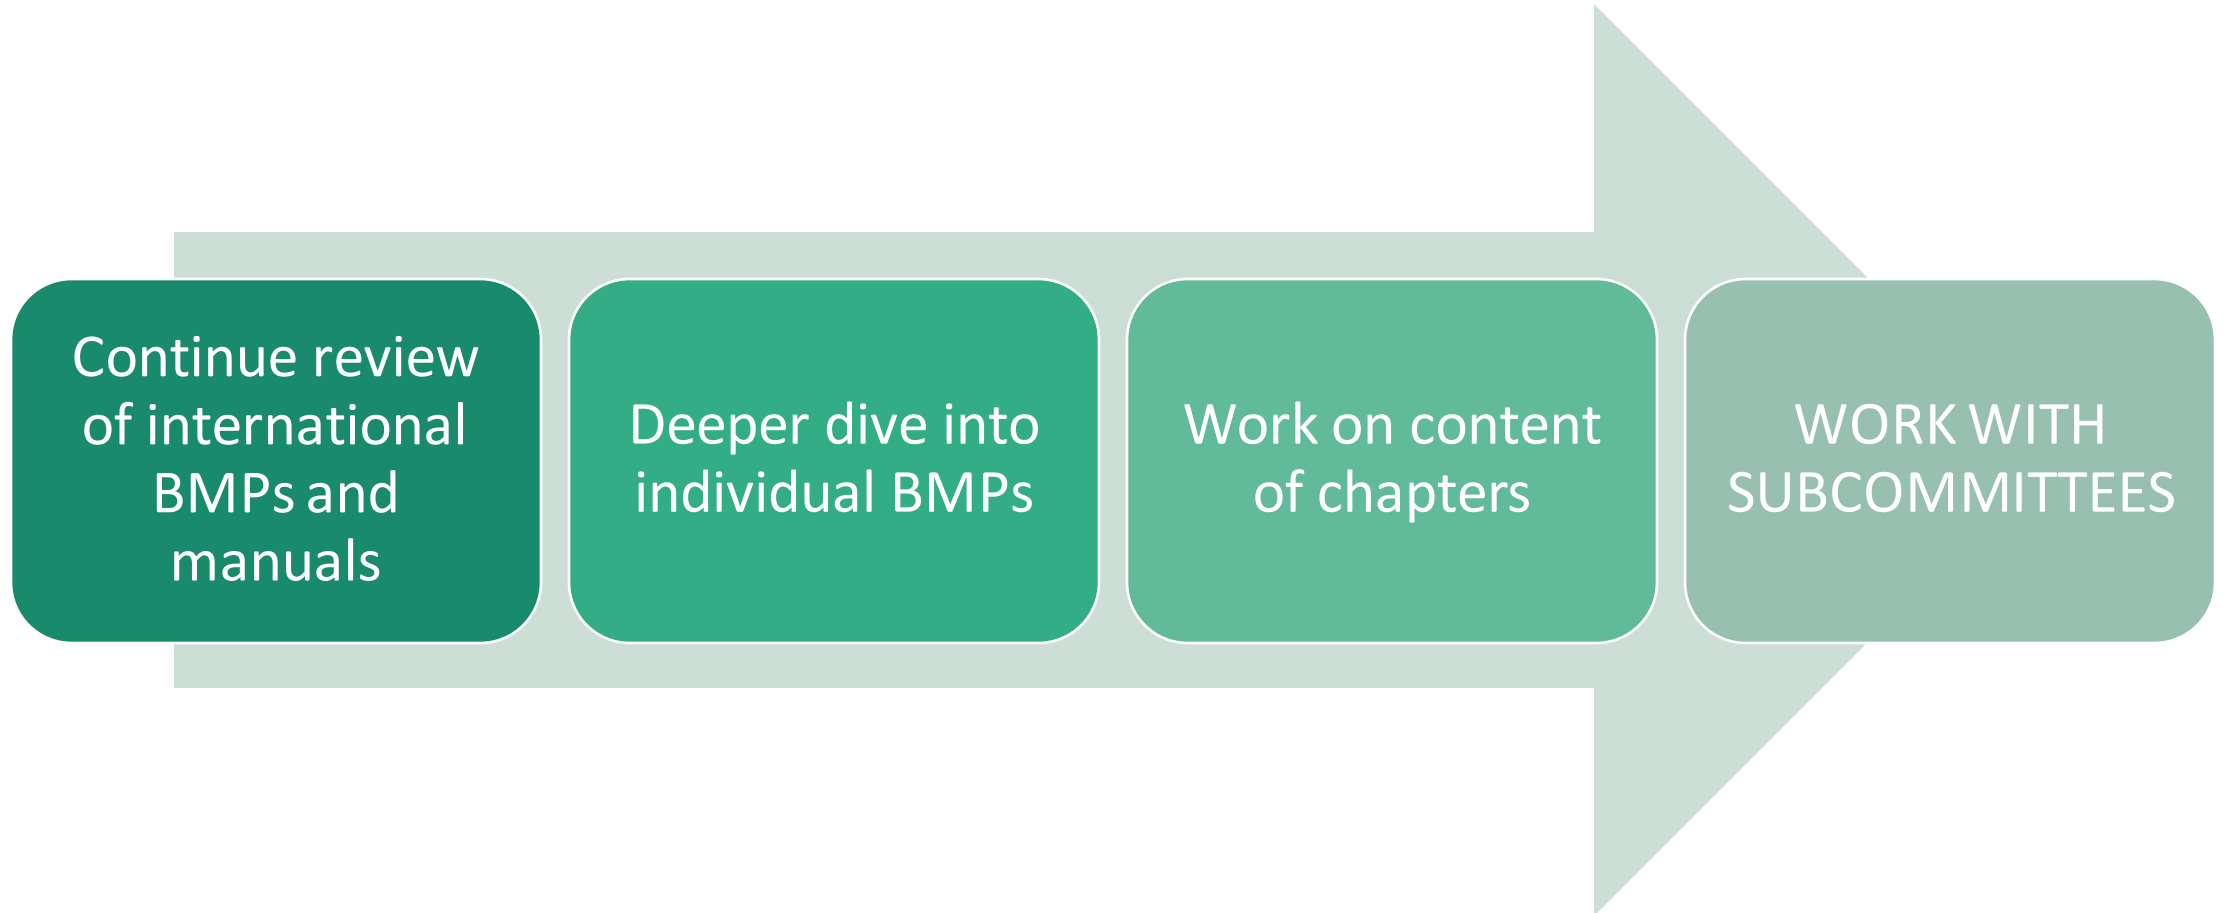 Continue review
of international
BMPs and
manuals
Deeper dive into
individual BMPs
Work on content
of chapters
WORK WITH
SUBCOMMITTEES